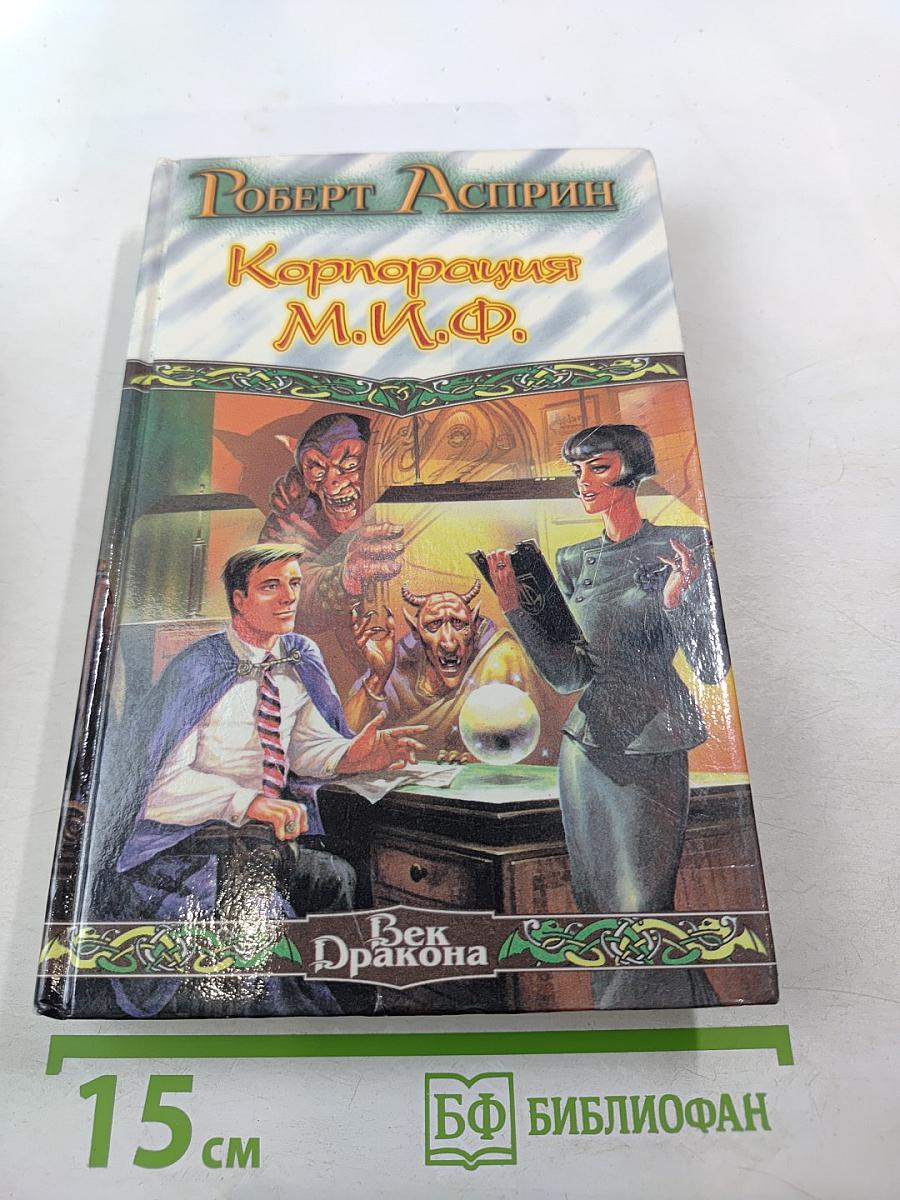 Роберт Асприн
Корпорация
М.И.Ф.
Век
Дракона
15 см
БФ БИБЛИОФАН